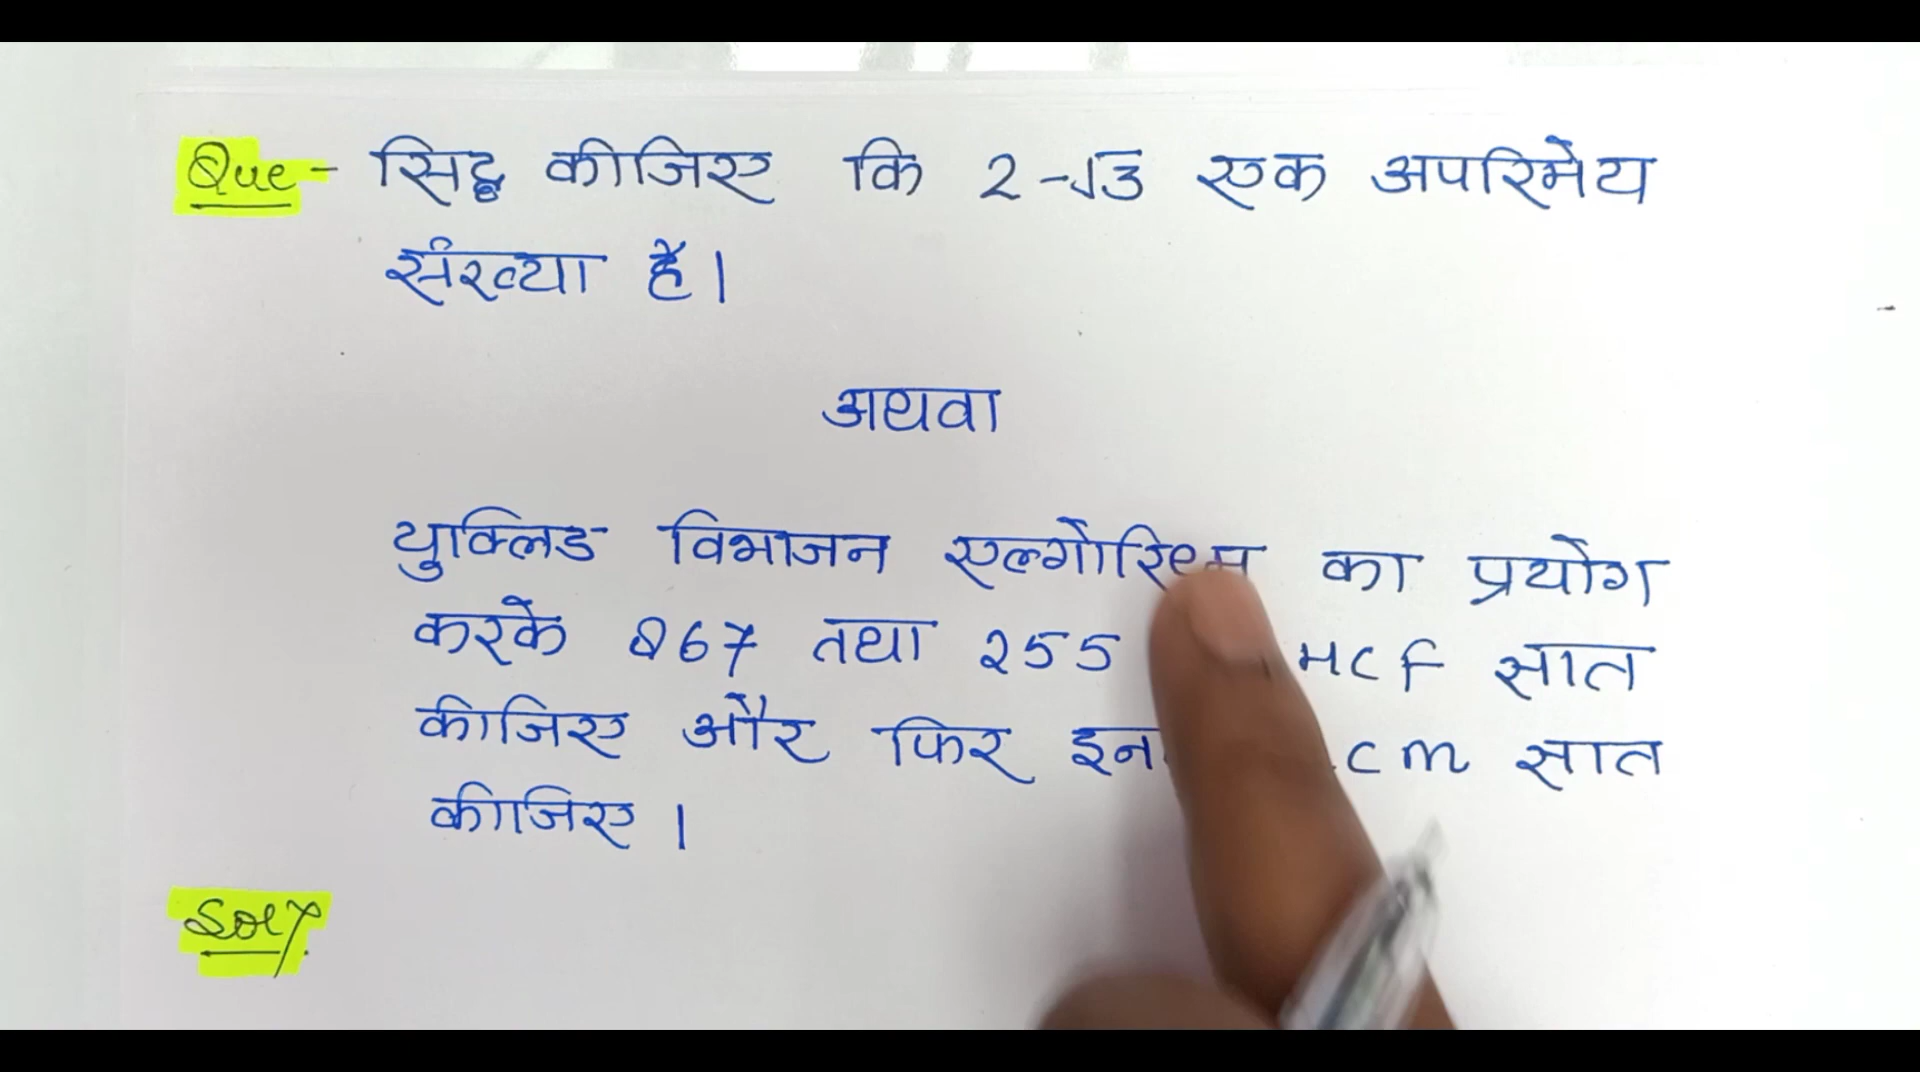 Que - सिद्ध कीजिए कि 2-√3 एक अपरिमेय
संख्या है।
अथवा
युक्लिड विभाजन एल्गोरिथ्म का प्रयोग
करके 867 तथा 255 HCF ज्ञात
कीजिए और फिर इन cm ज्ञात
कीजिए।
Solⁿ.